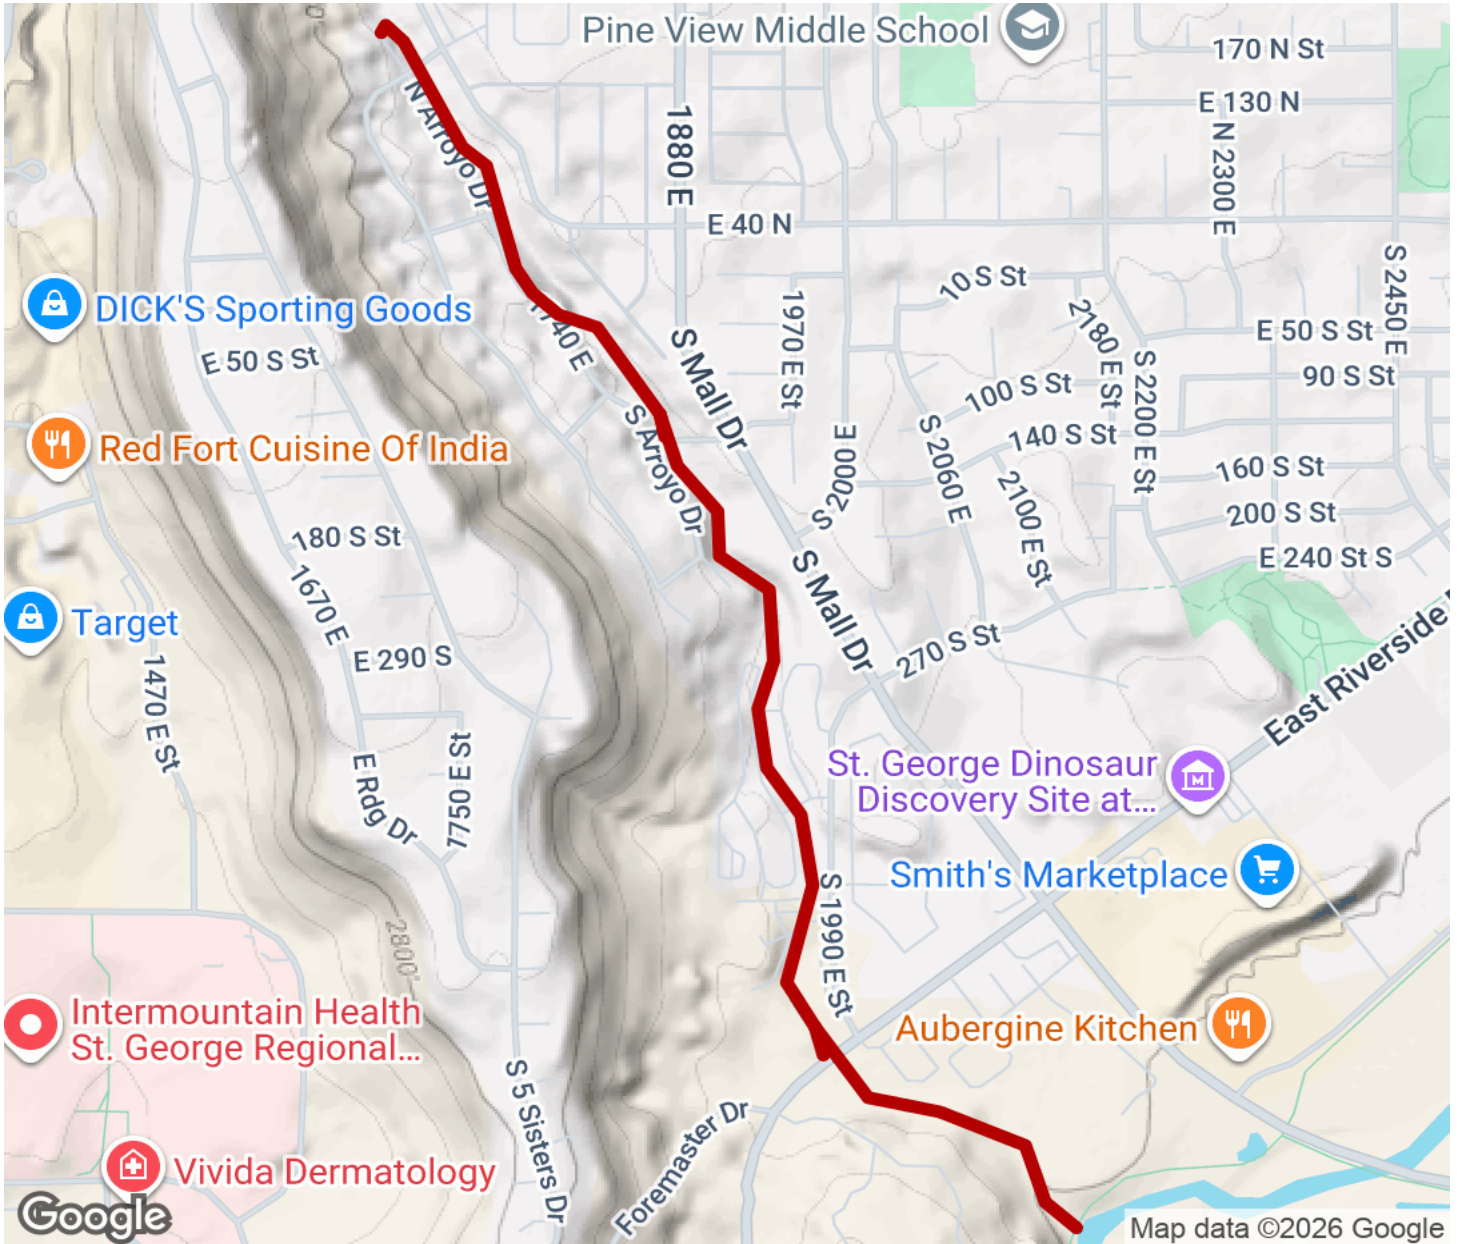 Pine View Middle School
170 N St
E 130 N
N Arroyo Dr
1880 E
N 2300 E
E 40 N
S 2450 E
10 S St
DICK'S Sporting Goods
1970 E St
2180 E St
E 50 S St
1740 E
S Mall Dr
E 50 S St
S 2200 E St
90 S St
100 S St
S Arroyo Dr
S 2060 E
140 S St
Red Fort Cuisine Of India
S 2000 E
2100 E St
160 S St
200 S St
180 S St
E 240 St S
S Mall Dr
1670 E
Target
270 S St
East Riverside
E 290 S
1470 E St
E Rdg Dr
7750 E St
St. George Dinosaur
Discovery Site at...
Smith's Marketplace
S 1990 E St
2800'
Intermountain Health
St. George Regional...
Aubergine Kitchen
S 5 Sisters Dr
Foremaster Dr
Vivida Dermatology
Google
Map data ©2026 Google